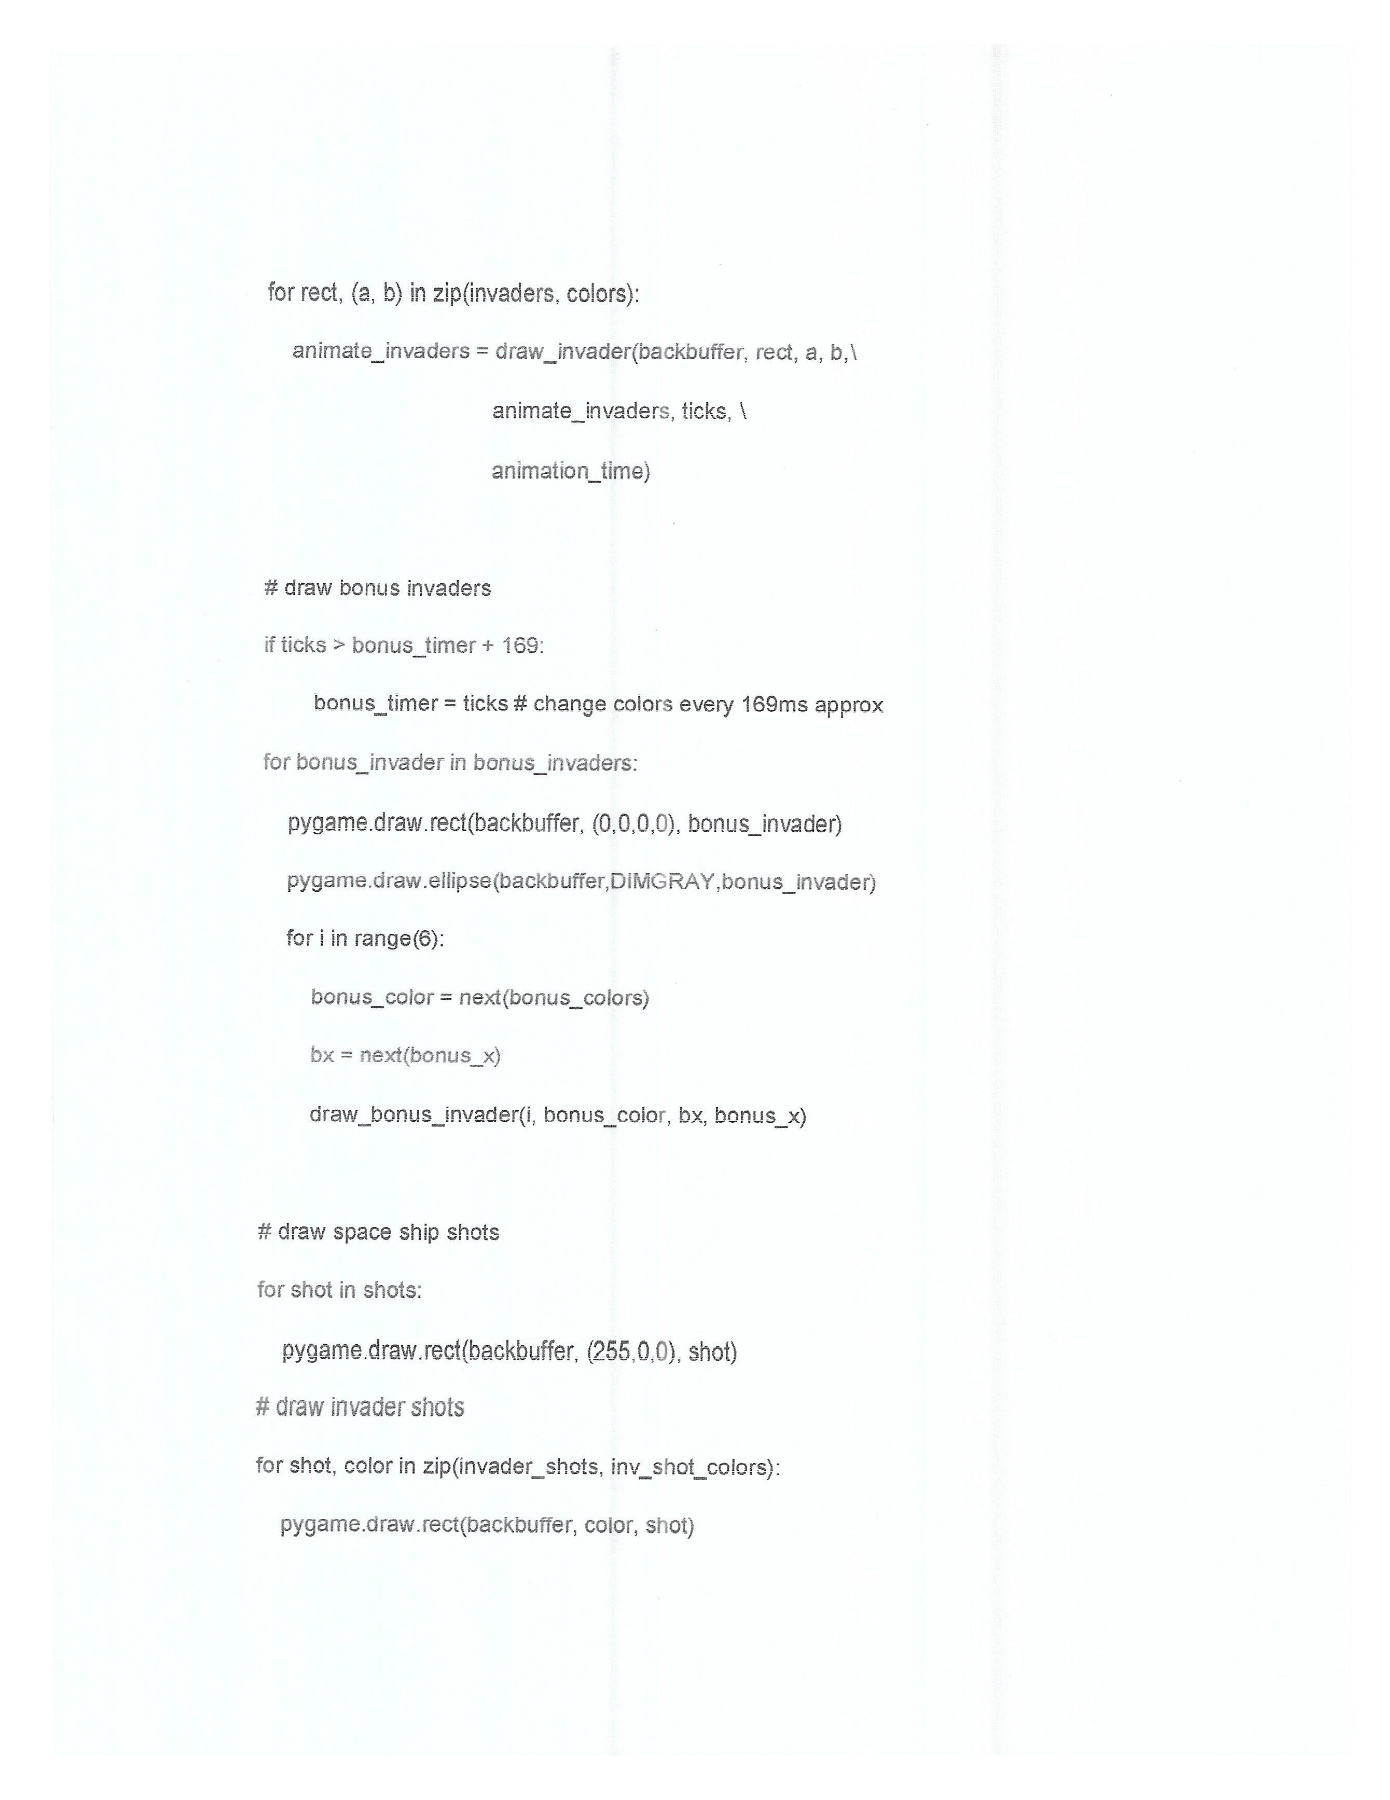 for rect, (a, b) in zip(invaders, colors):
animate_invaders = draw_invader(backbuffer, rect, a, b,\
animate_invaders, ticks, \
animation_time)
# draw bonus invaders
if ticks > bonus_timer + 169:
bonus_timer = ticks # change colors every 169ms approx
for bonus_invader in bonus_invaders:
pygame.draw.rect(backbuffer, (0,0,0,0), bonus_invader)
pygame.draw.ellipse(backbuffer,DIMGRAY,bonus_invader)
for i in range(6):
bonus_color = next(bonus_colors)
bx = next(bonus_x)
draw_bonus_invader(i, bonus_color, bx, bonus_x)
# draw space ship shots
for shot in shots:
pygame.draw.rect(backbuffer, (255,0,0), shot)
# draw invader shots
for shot, color in zip(invader_shots, inv_shot_colors):
pygame.draw.rect(backbuffer, color, shot)